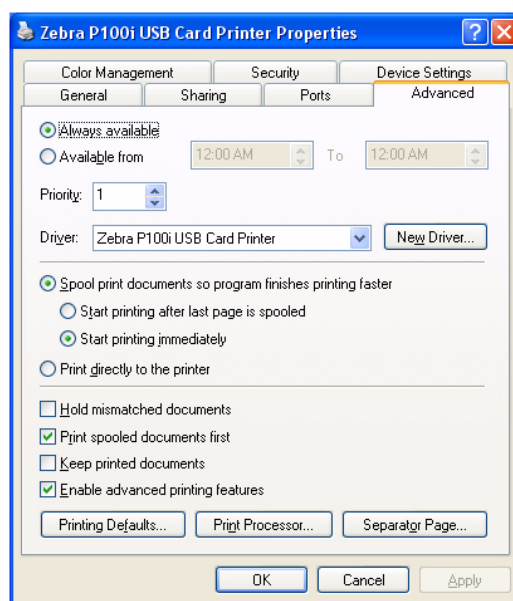 Zebra P100i USB Card Printer Properties
Color Management Security Device Settings
General Sharing Ports Advanced
Always available
Available from 12:00 AM To 12:00 AM
Priority: 1
Driver: Zebra P100i USB Card Printer New Driver...
Spool print documents so program finishes printing faster
Start printing after last page is spooled
Start printing immediately
Print directly to the printer
Hold mismatched documents
Print spooled documents first
Keep printed documents
Enable advanced printing features
Printing Defaults... Print Processor... Separator Page...
OK Cancel Apply